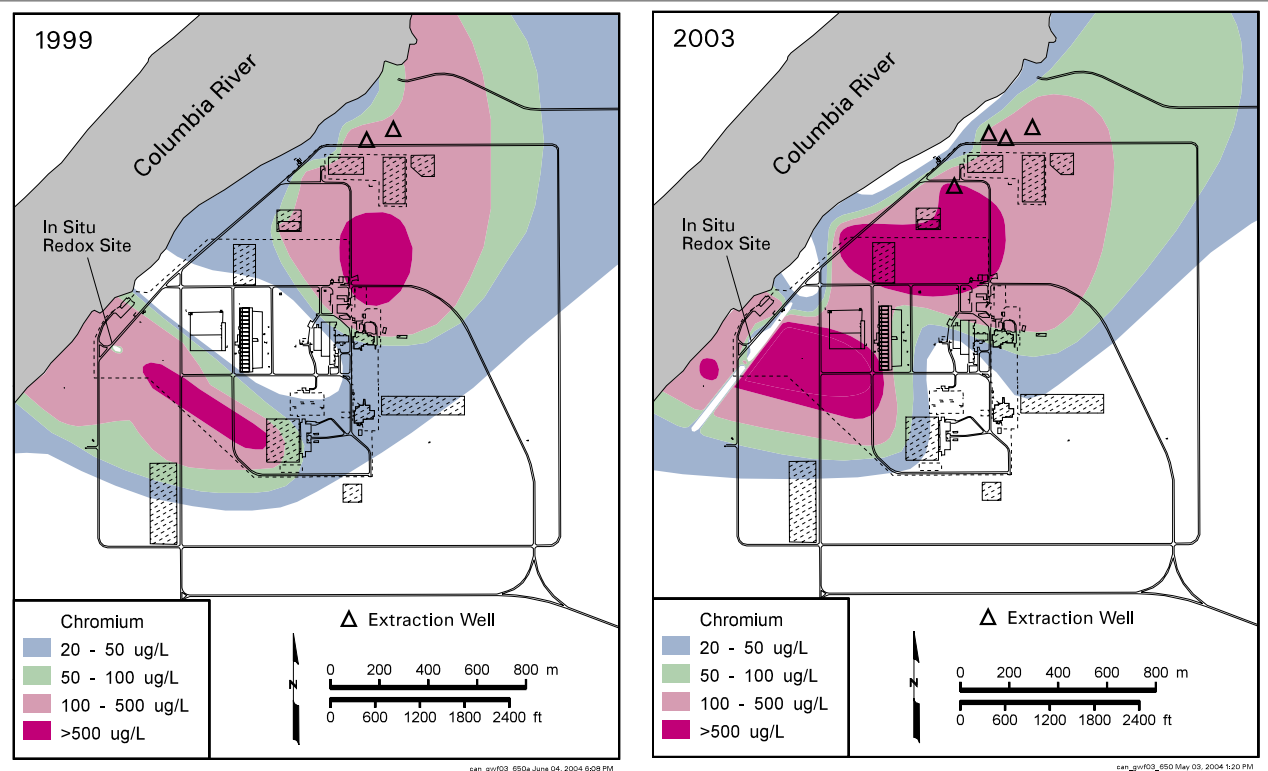 1999
Columbia River
In Situ
Redox Site
Chromium
20 - 50 ug/L
50 - 100 ug/L
100 - 500 ug/L
>500 ug/L
Extraction Well
N
0 200 400 600 800 m
0 600 1200 1800 2400 ft
can_gwf03_650a June 04, 2004 6:08 PM
2003
Columbia River
In Situ
Redox Site
Chromium
20 - 50 ug/L
50 - 100 ug/L
100 - 500 ug/L
>500 ug/L
Extraction Well
N
0 200 400 600 800 m
0 600 1200 1800 2400 ft
can_gwf03_650 May 03, 2004 1:20 PM